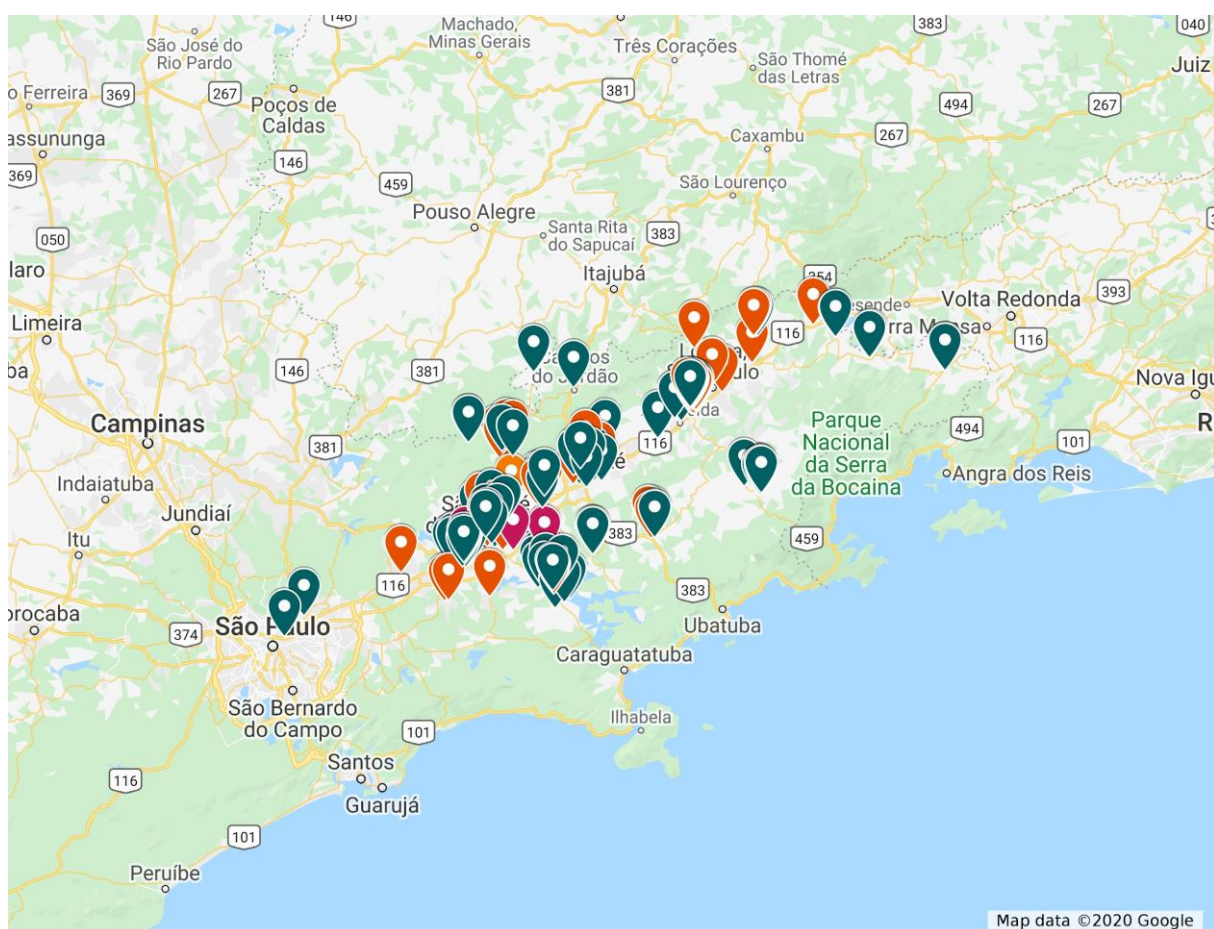 146
383
040
São José do
Rio Pardo
Machado,
Minas Gerais
Três Corações
São Thomé
das Letras
Juiz
o Ferreira
369
267
Poços de
Caldas
381
494
267
assununga
146
Caxambu
267
369
459
São Lourenço
Pouso Alegre
050
Santa Rita
do Sapucaí
383
laro
Itajubá
354
Volta Redonda
393
Limeira
116
116
146
381
do
Nova Igu
Campinas
381
116
Parque
Nacional
da Serra
da Bocaina
494
101
R
Indaiatuba
Angra dos Reis
Jundiaí
383
459
Itu
116
383
orocaba
374
São Paulo
Ubatuba
Caraguatatuba
São Bernardo
do Campo
101
Ilhabela
Santos
116
Guarujá
101
Peruíbe
Map data ©2020 Google